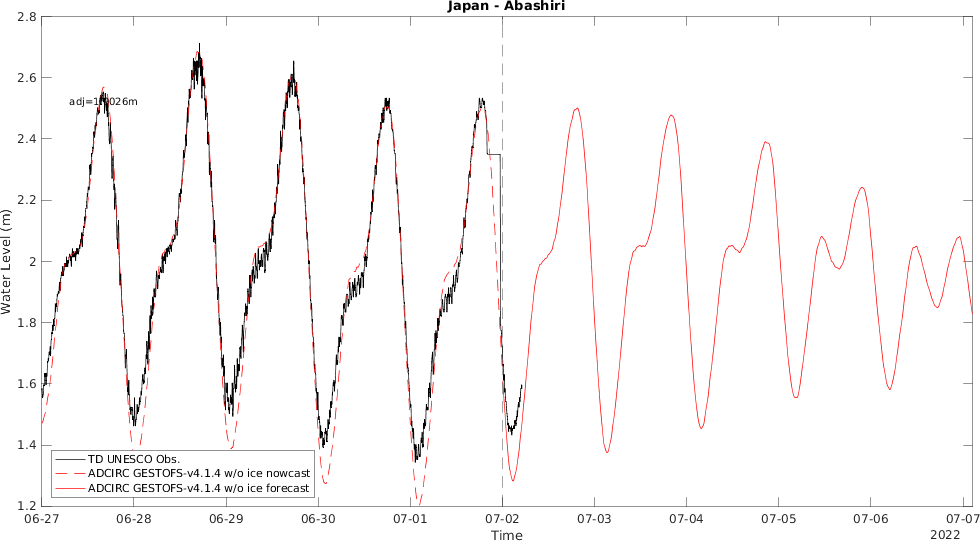 Japan - Abashiri
2.8
2.6
2.4
2.2
2
1.8
1.6
1.4
1.2
Water Level (m)
TD UNESCO Obs.
ADCIRC GESTOFS-v4.1.4 w/o ice nowcast
ADCIRC GESTOFS-v4.1.4 w/o ice forecast
06-27 06-28 06-29 06-30 07-01 07-02 07-03 07-04 07-05 07-06 07-07
Time
2022